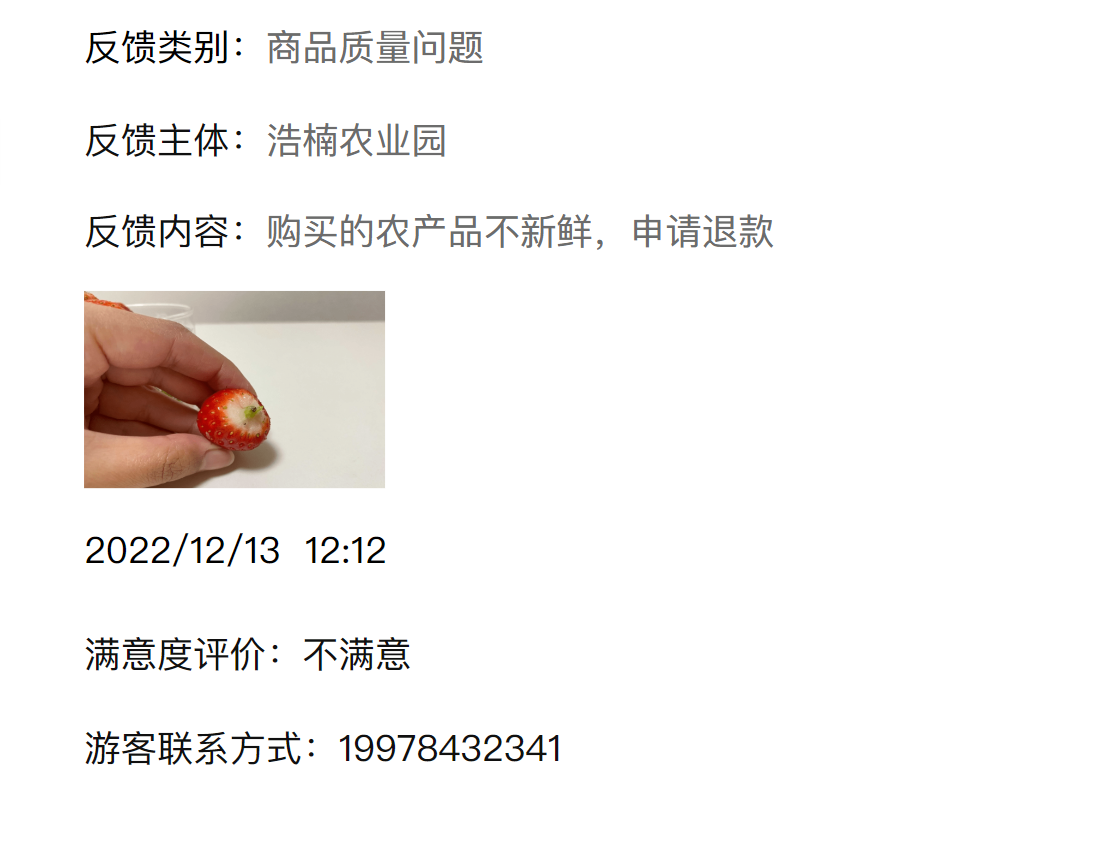 反馈类别：商品质量问题
反馈主体：浩楠农业园
反馈内容：购买的农产品不新鲜，申请退款
2022/12/13 12:12
满意度评价：不满意
游客联系方式：19978432341